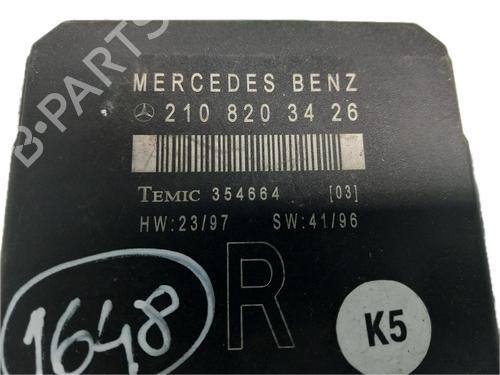 MERCEDES BENZ
210 820 34 26
TEMIC 354664 [03]
HW:23/97 SW:41/96
R
K5
1648
B-PARTS